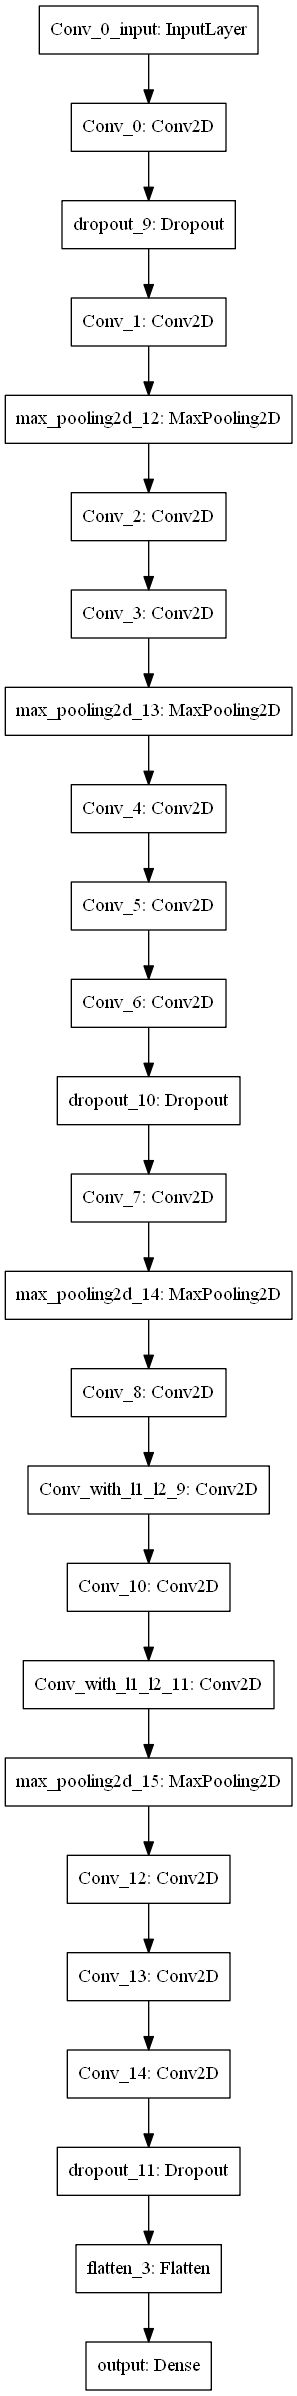 Conv_0_input: InputLayer
Conv_0: Conv2D
dropout_9: Dropout
Conv_1: Conv2D
max_pooling2d_12: MaxPooling2D
Conv_2: Conv2D
Conv_3: Conv2D
max_pooling2d_13: MaxPooling2D
Conv_4: Conv2D
Conv_5: Conv2D
Conv_6: Conv2D
dropout_10: Dropout
Conv_7: Conv2D
max_pooling2d_14: MaxPooling2D
Conv_8: Conv2D
Conv_with_l1_l2_9: Conv2D
Conv_10: Conv2D
Conv_with_l1_l2_11: Conv2D
max_pooling2d_15: MaxPooling2D
Conv_12: Conv2D
Conv_13: Conv2D
Conv_14: Conv2D
dropout_11: Dropout
flatten_3: Flatten
output: Dense